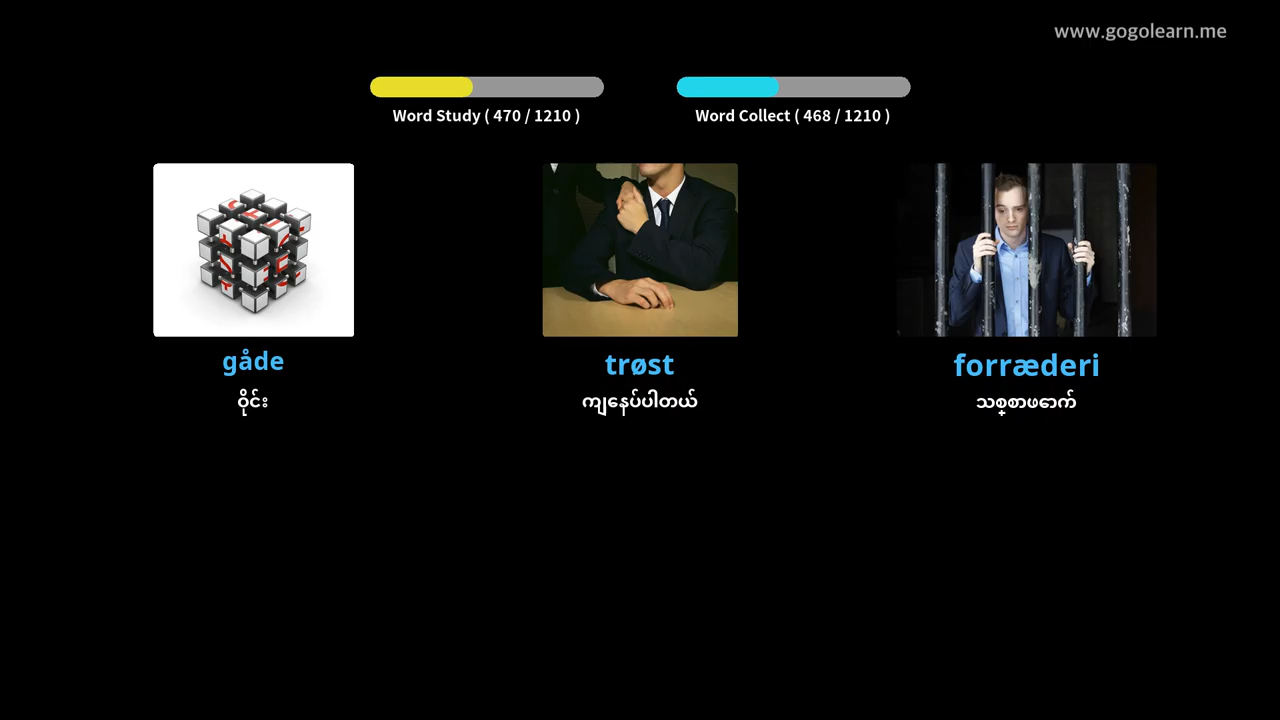 www.gogolearn.me
Word Study ( 470 / 1210 )
Word Collect ( 468 / 1210 )
gåde
trøst
forræderi
ဝိုင်း
ကျေနပ်ပါတယ်
သစ္စာဖောက်